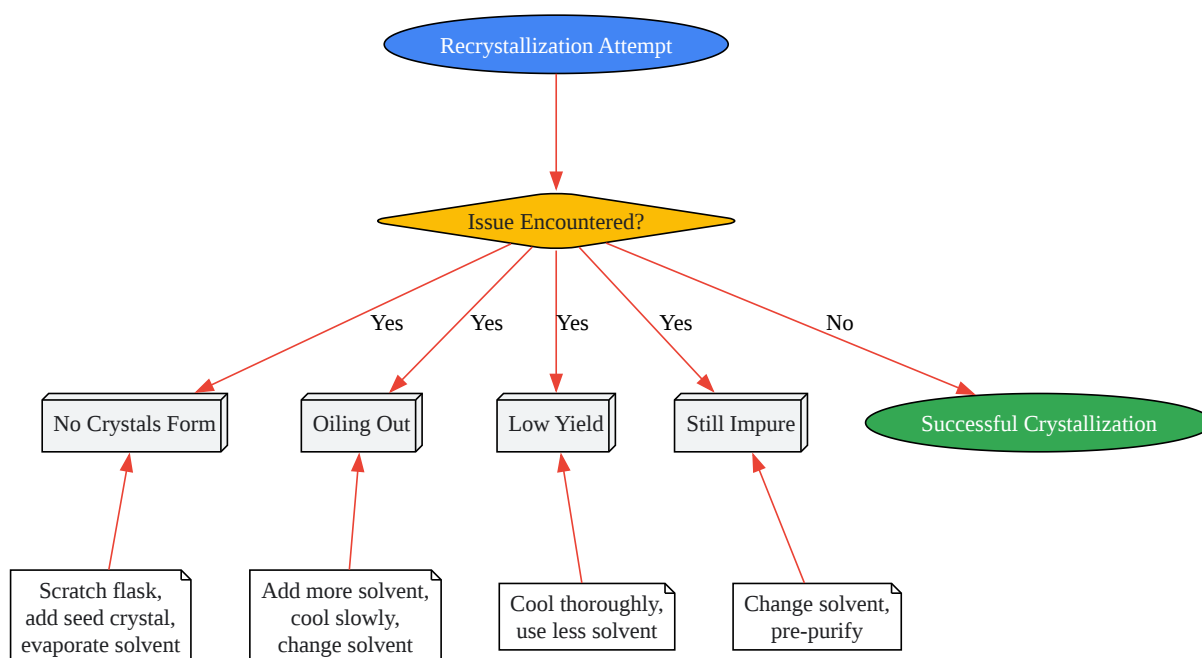 Recrystallization Attempt
Issue Encountered?
Yes
Yes
Yes
Yes
No
No Crystals Form
Oiling Out
Low Yield
Still Impure
Successful Crystallization
Scratch flask,
add seed crystal,
evaporate solvent
Add more solvent,
cool slowly,
change solvent
Cool thoroughly,
use less solvent
Change solvent,
pre-purify